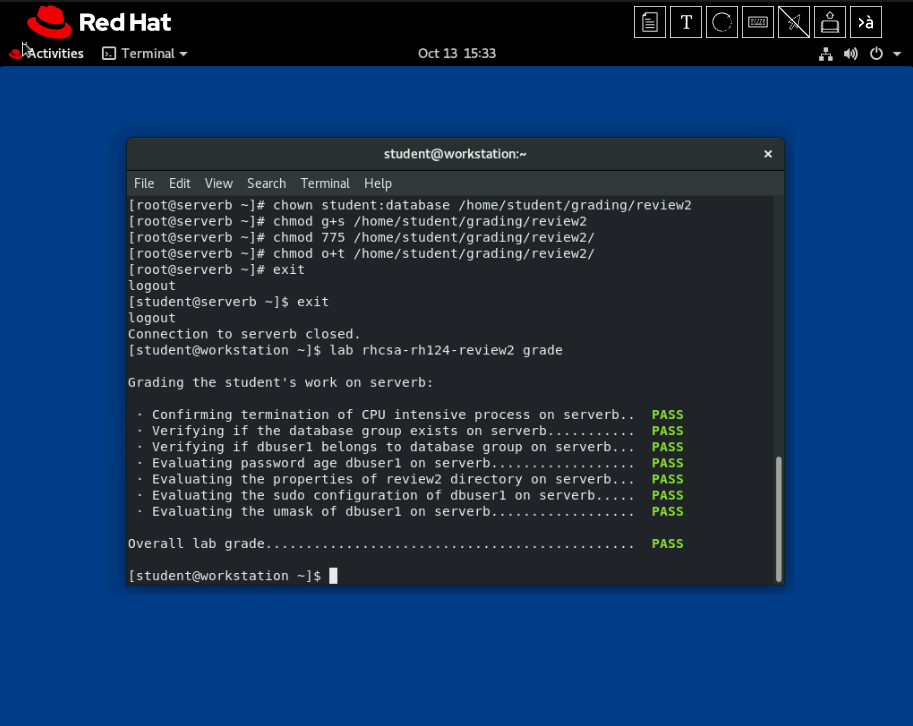 Red Hat
T
>à
Activities
Terminal
Oct 13 15:33
student@workstation:~
×
File Edit View Search Terminal Help
[root@serverb ~]# chown student:database /home/student/grading/review2
[root@serverb ~]# chmod g+s /home/student/grading/review2
[root@serverb ~]# chmod 775 /home/student/grading/review2/
[root@serverb ~]# chmod o+t /home/student/grading/review2/
[root@serverb ~]# exit
logout
[student@serverb ~]$ exit
logout
Connection to serverb closed.
[student@workstation ~]$ lab rhcsa-rh124-review2 grade
Grading the student's work on serverb:
· Confirming termination of CPU intensive process on serverb.. PASS
· Verifying if the database group exists on serverb........... PASS
· Verifying if dbuser1 belongs to database group on serverb... PASS
· Evaluating password age dbuser1 on serverb.................. PASS
· Evaluating the properties of review2 directory on serverb... PASS
· Evaluating the sudo configuration of dbuser1 on serverb..... PASS
· Evaluating the umask of dbuser1 on serverb.................. PASS
Overall lab grade.............................................. PASS
[student@workstation ~]$